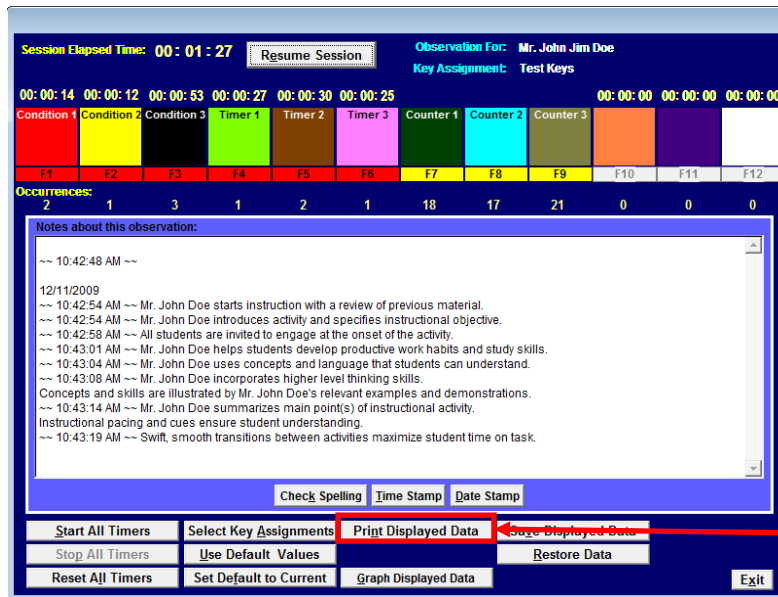 Session Elapsed Time: 00: 01 : 27 Resume Session Observation For: Mr. John Jim Doe
Key Assignment: Test Keys
00: 00: 14 00: 00: 12 00: 00: 53 00: 00: 27 00: 00: 30 00: 00: 25 00: 00: 00 00: 00: 00 00: 00: 00
Condition 1 Condition 2 Condition 3 Timer 1 Timer 2 Timer 3 Counter 1 Counter 2 Counter 3
F1 F2 F3 F4 F5 F6 F7 F8 F9 F10 F11 F12
Occurrences:
2 1 3 1 2 1 18 17 21 0 0 0
Notes about this observation:
~~ 10:42:48 AM ~~
12/11/2009
~~ 10:42:54 AM ~~ Mr. John Doe starts instruction with a review of previous material.
~~ 10:42:54 AM ~~ Mr. John Doe introduces activity and specifies instructional objective.
~~ 10:42:58 AM ~~ All students are invited to engage at the onset of the activity.
~~ 10:43:01 AM ~~ Mr. John Doe helps students develop productive work habits and study skills.
~~ 10:43:04 AM ~~ Mr. John Doe uses concepts and language that students can understand.
~~ 10:43:08 AM ~~ Mr. John Doe incorporates higher level thinking skills.
Concepts and skills are illustrated by Mr. John Doe's relevant examples and demonstrations.
~~ 10:43:14 AM ~~ Mr. John Doe summarizes main point(s) of instructional activity.
Instructional pacing and cues ensure student understanding.
~~ 10:43:19 AM ~~ Swift, smooth transitions between activities maximize student time on task.
Check Spelling Time Stamp Date Stamp
Start All Timers Select Key Assignments Print Displayed Data Save Displayed Data
Stop All Timers Use Default Values Restore Data
Reset All Timers Set Default to Current Graph Displayed Data Exit